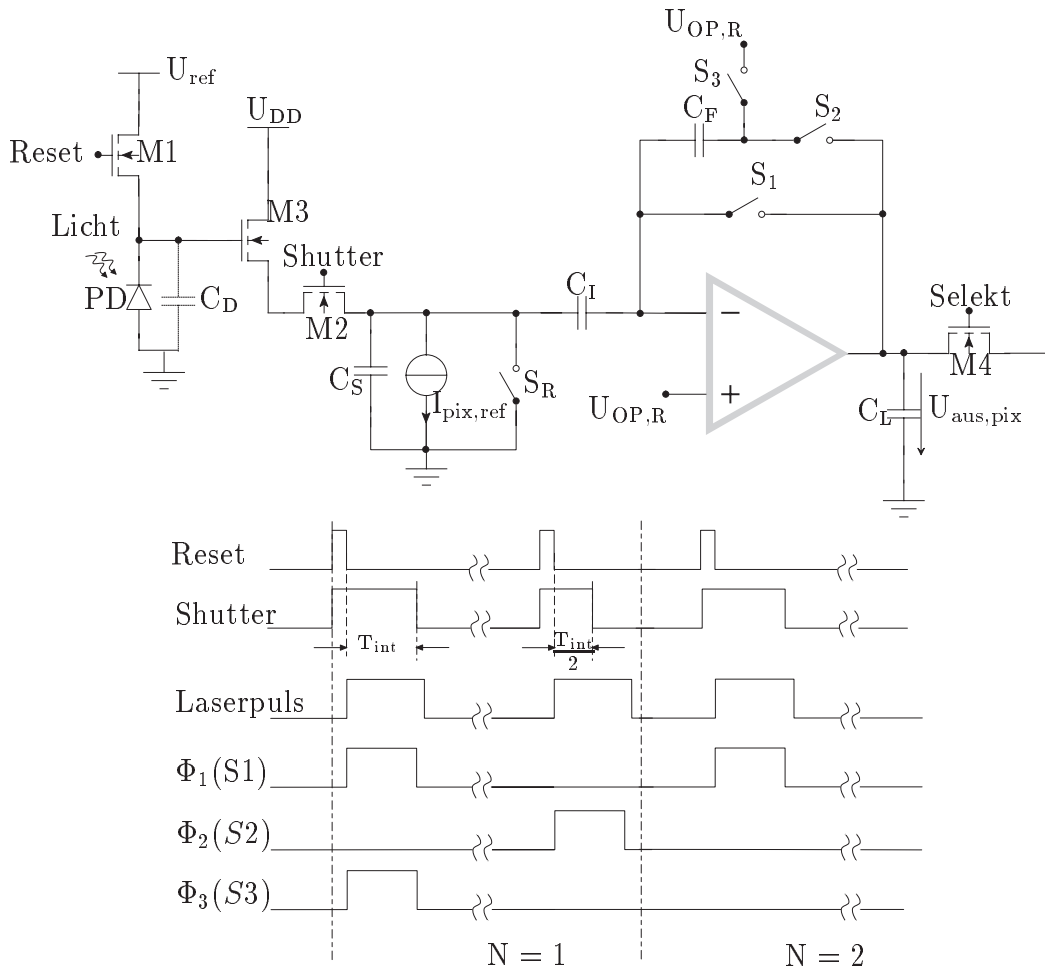 U_OP,R
U_ref
S_3
U_DD
C_F
S_2
Reset
M1
S_1
Licht
M3
Shutter
C_I
Selekt
PD
C_D
M2
−
M4
C_S
I_pix,ref
S_R
+
U_OP,R
C_L
U_aus,pix
Reset
Shutter
T_int
T_int
2
Laserpuls
Φ_1(S1)
Φ_2(S2)
Φ_3(S3)
N = 1
N = 2